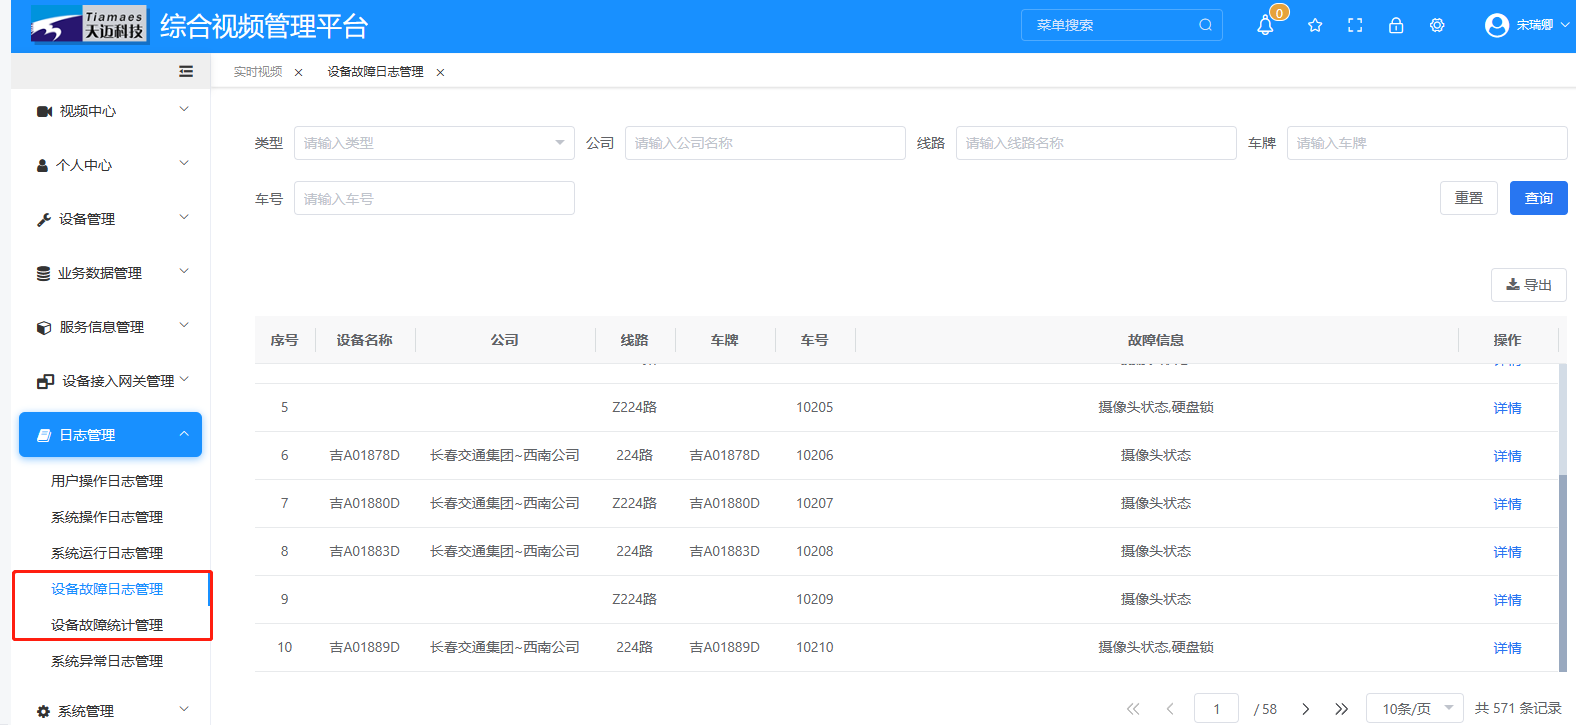 Tiamaes
天迈科技
综合视频管理平台
菜单搜索
0
宋瑞卿
实时视频
设备故障日志管理
视频中心
个人中心
设备管理
业务数据管理
服务信息管理
设备接入网关管理
日志管理
用户操作日志管理
系统操作日志管理
系统运行日志管理
设备故障日志管理
设备故障统计管理
系统异常日志管理
系统管理
类型 请输入类型 公司 请输入公司名称 线路 请输入线路名称 车牌 请输入车牌
车号 请输入车号 重置 查询
导出
序号 设备名称 公司 线路 车牌 车号 故障信息 操作
5 Z224路 10205 摄像头状态,硬盘锁 详情
6 吉A01878D 长春交通集团~西南公司 224路 吉A01878D 10206 摄像头状态 详情
7 吉A01880D 长春交通集团~西南公司 Z224路 吉A01880D 10207 摄像头状态 详情
8 吉A01883D 长春交通集团~西南公司 224路 吉A01883D 10208 摄像头状态 详情
9 Z224路 10209 摄像头状态 详情
10 吉A01889D 长春交通集团~西南公司 224路 吉A01889D 10210 摄像头状态,硬盘锁 详情
1 / 58 10条/页 共 571 条记录